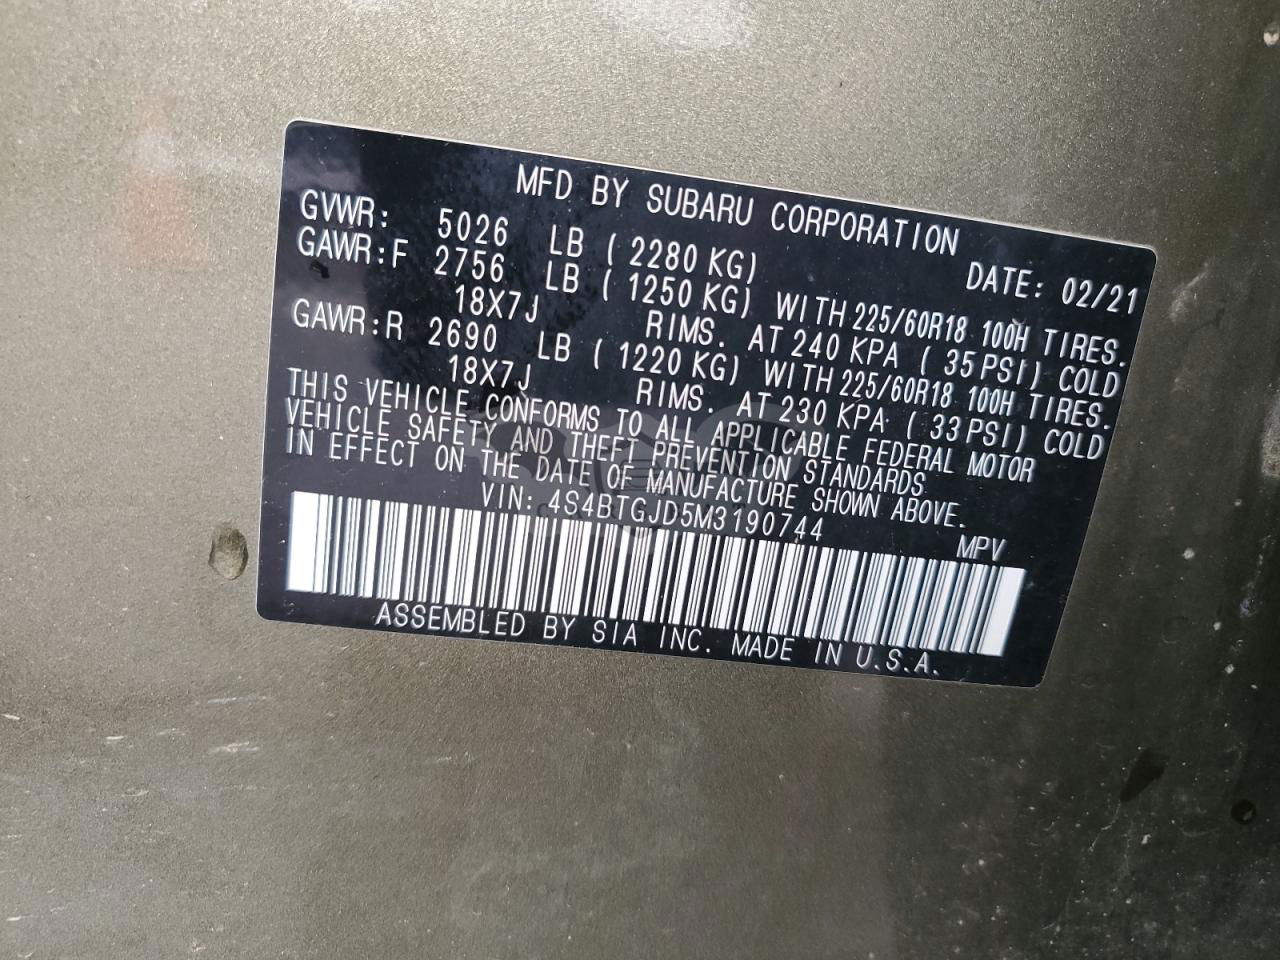 MFD BY SUBARU CORPORATION
DATE: 02/21
GVWR: 5026 LB ( 2280 KG)
GAWR:F 2756 LB ( 1250 KG) WITH 225/60R18 100H TIRES.
18X7J RIMS. AT 240 KPA ( 35 PSI) COLD
GAWR:R 2690 LB ( 1220 KG) WITH 225/60R18 100H TIRES.
18X7J RIMS. AT 230 KPA ( 33 PSI) COLD
THIS VEHICLE CONFORMS TO ALL APPLICABLE FEDERAL MOTOR
VEHICLE SAFETY AND THEFT PREVENTION STANDARDS
IN EFFECT ON THE DATE OF MANUFACTURE SHOWN ABOVE.
VIN: 4S4BTGJD5M3190744 MPV
ASSEMBLED BY SIA INC. MADE IN U.S.A.